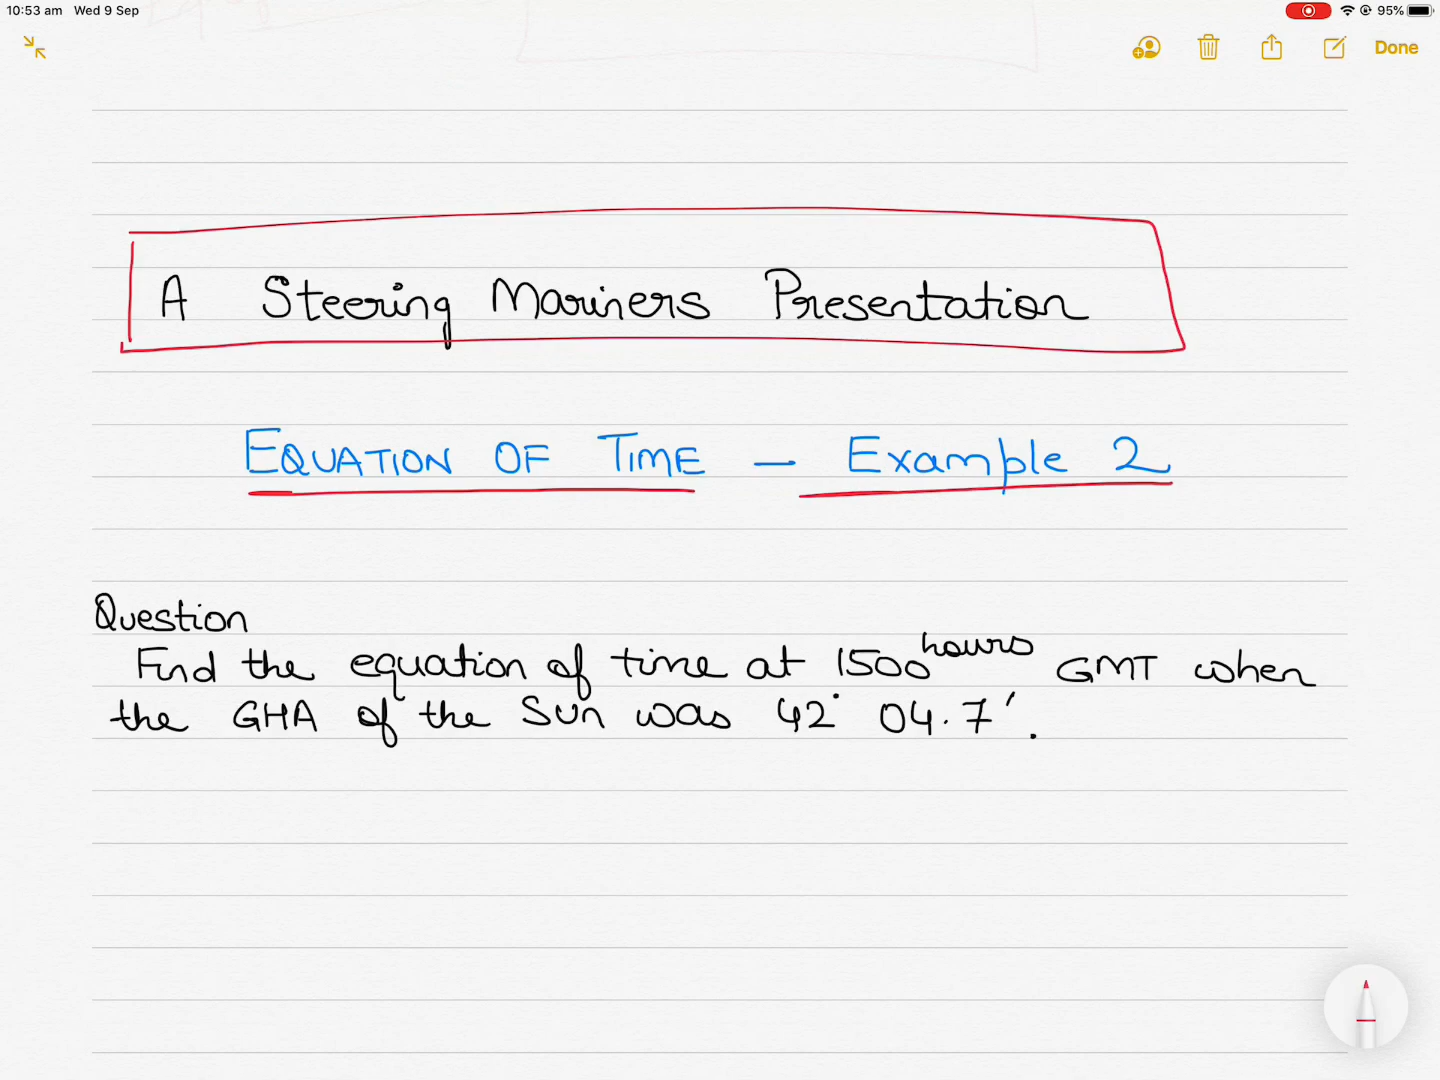 10:53 am Wed 9 Sep
95%
Done
A Steering Mariners Presentation
EQUATION OF TIME - Example 2
Question
Find the equation of time at 1500 hours GMT when
the GHA of the Sun was 42° 04.7'.